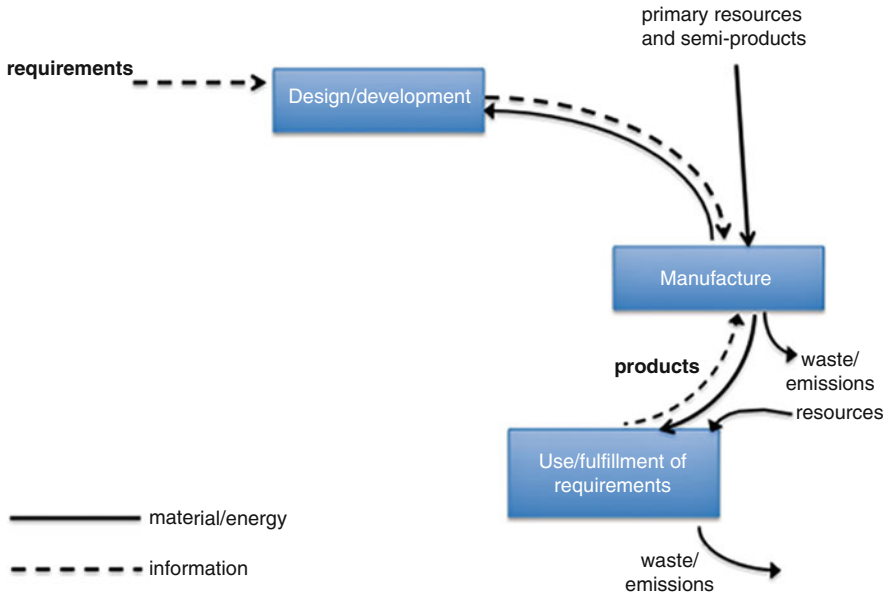 primary resources
and semi-products
requirements
Design/development
Manufacture
products
waste/
emissions
resources
Use/fulfillment of
requirements
material/energy
information
waste/
emissions